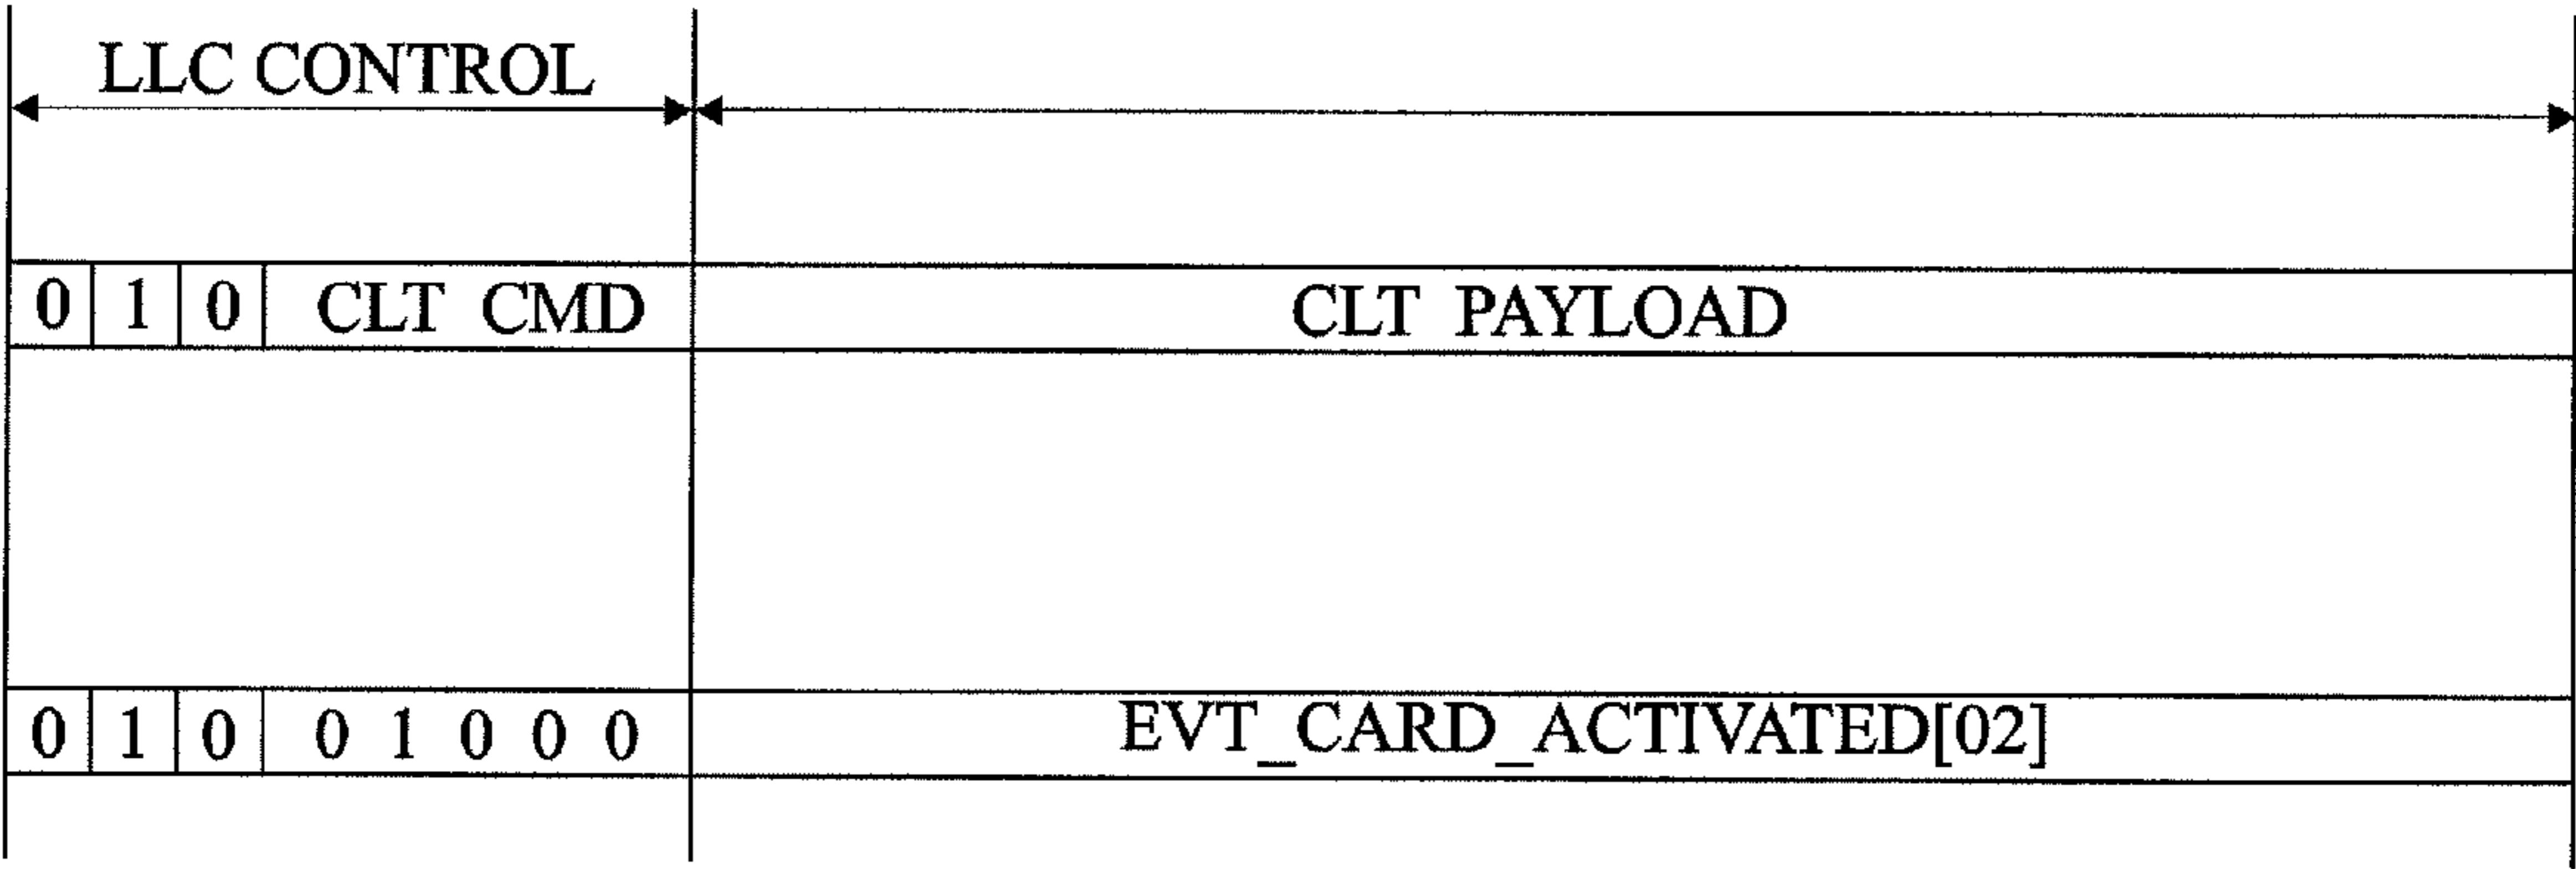 LLC CONTROL
0 1 0 CLT CMD CLT PAYLOAD
0 1 0 0 1 0 0 0 EVT_CARD_ACTIVATED[02]